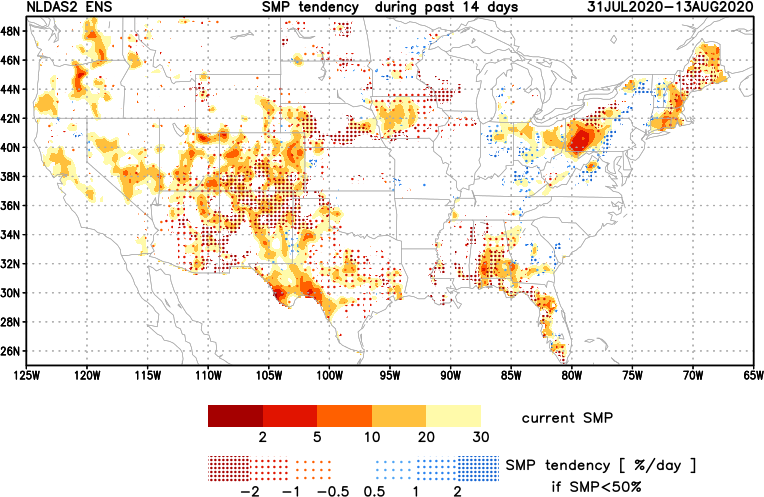 NLDAS2 ENS SMP tendency during past 14 days 31JUL2020−13AUG2020
48N
46N
44N
42N
40N
38N
36N
34N
32N
30N
28N
26N
125W 120W 115W 110W 105W 100W 95W 90W 85W 80W 75W 70W 65W
current SMP
2 5 10 20 30
SMP tendency [ %/day ]
−2 −1 −0.5 0.5 1 2
if SMP<50%